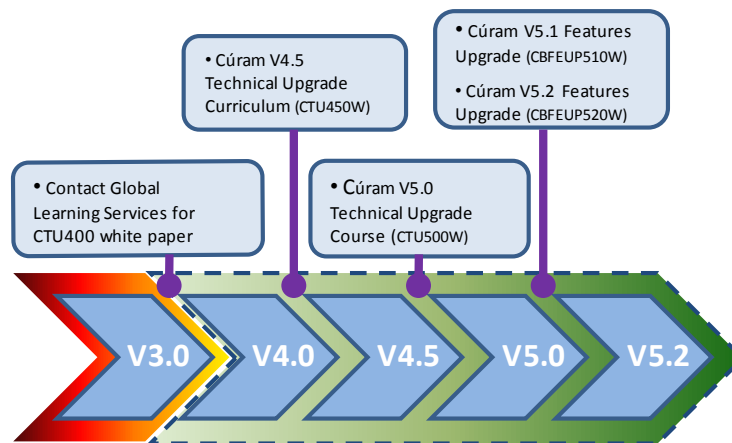 • Cúram V4.5
Technical Upgrade
Curriculum (CTU450W)
• Cúram V5.1 Features
Upgrade (CBFEUP510W)
• Cúram V5.2 Features
Upgrade (CBFEUP520W)
• Contact Global
Learning Services for
CTU400 white paper
• Cúram V5.0
Technical Upgrade
Course (CTU500W)
V3.0
V4.0
V4.5
V5.0
V5.2